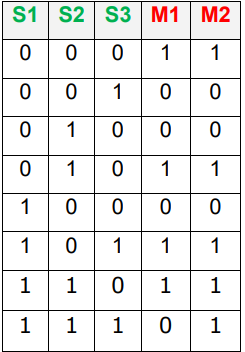 S1 S2 S3 M1 M2
0 0 0 1 1
0 0 1 0 0
0 1 0 0 0
0 1 0 1 1
1 0 0 0 0
1 0 1 1 1
1 1 0 1 1
1 1 1 0 1